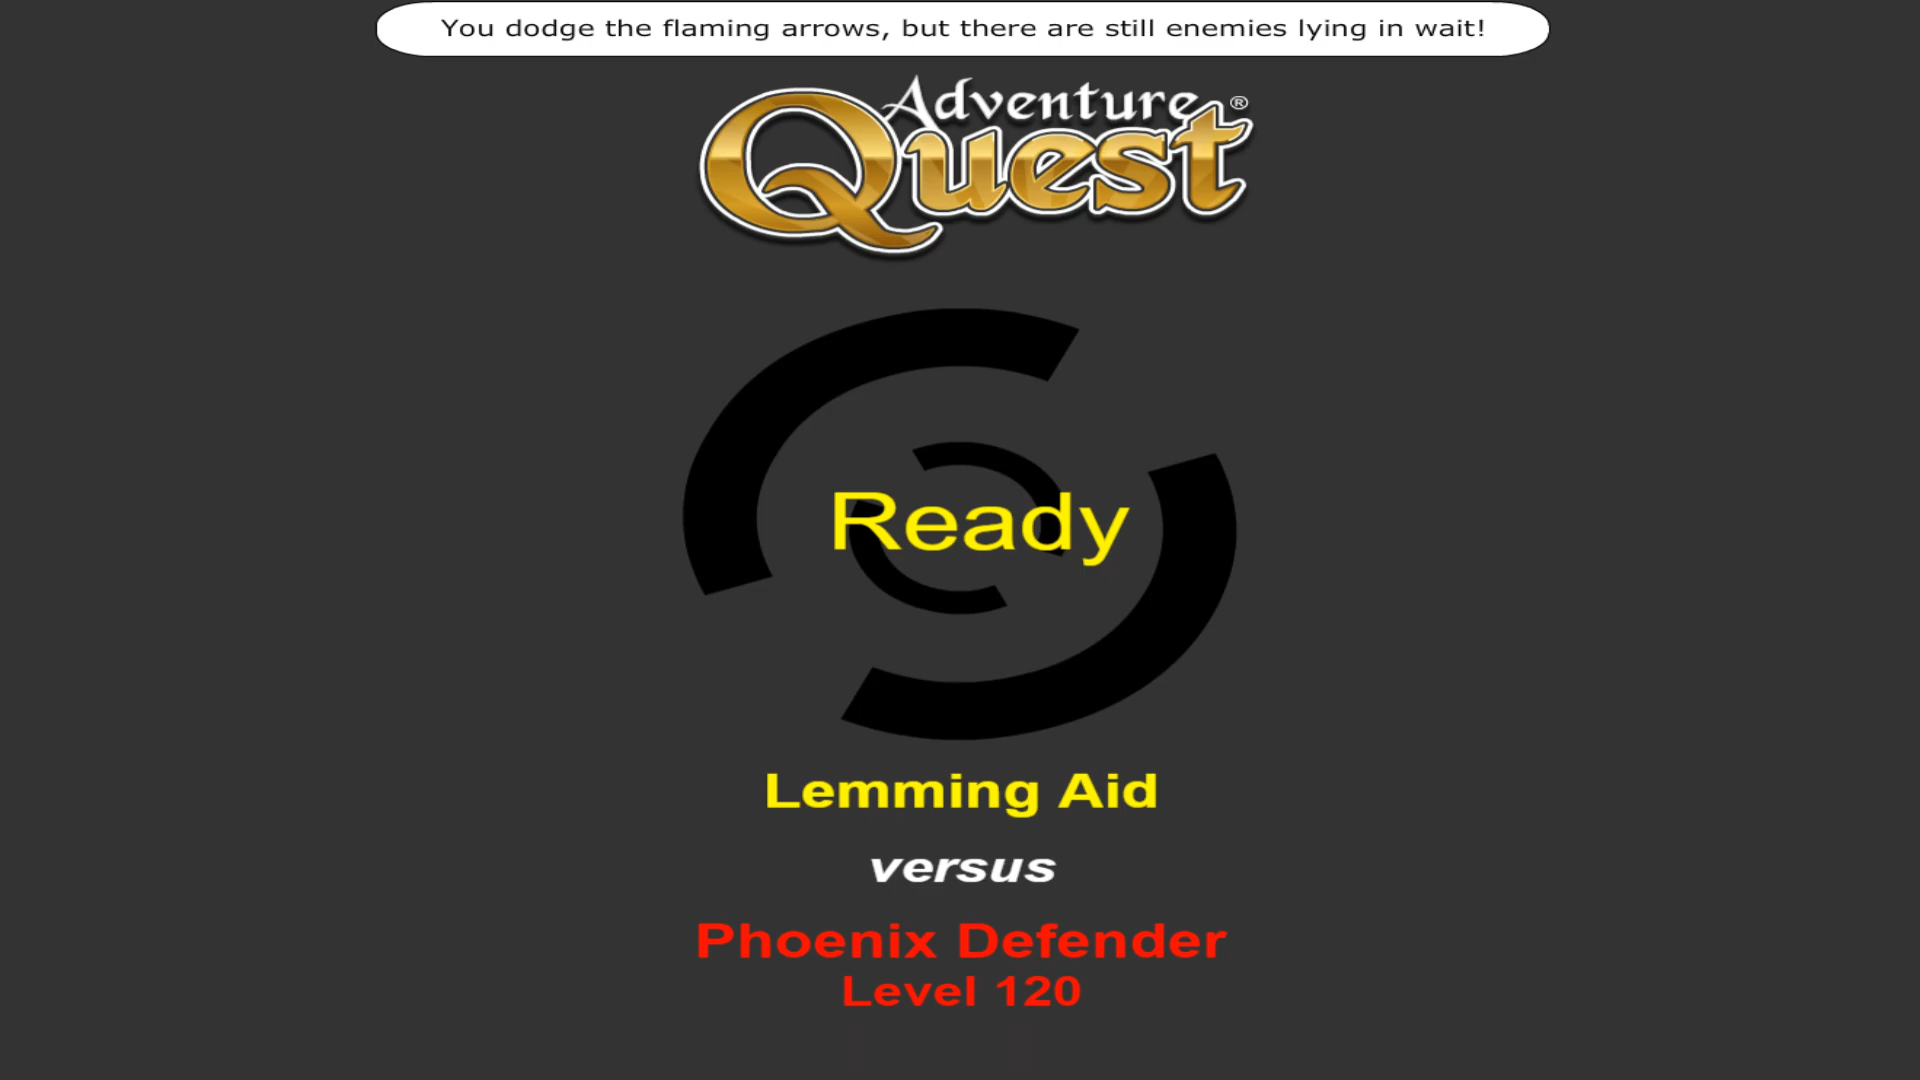 You dodge the flaming arrows, but there are still enemies lying in wait!
Adventure
Quest®
Ready
Lemming Aid
versus
Phoenix Defender
Level 120